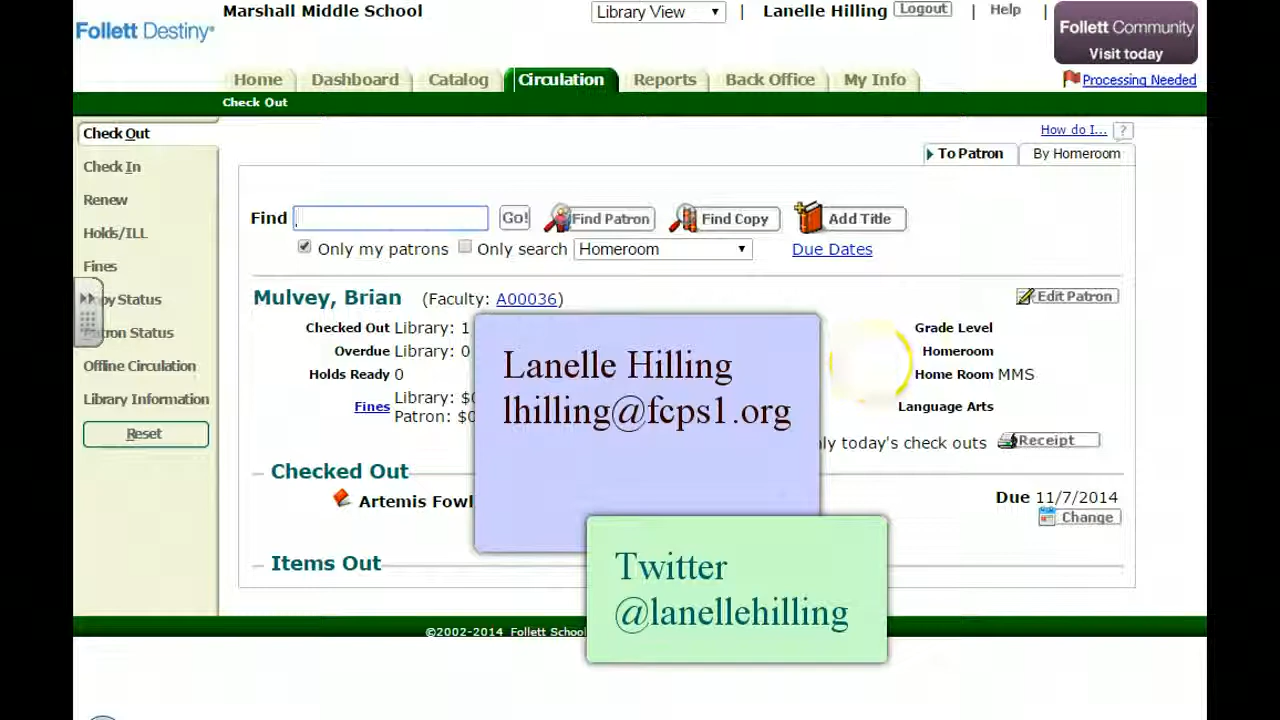 Marshall Middle School
Library View
Lanelle Hilling
Logout
Help
Follett Destiny
Follett Community
Visit today
Home
Dashboard
Catalog
Circulation
Reports
Back Office
My Info
Processing Needed
Check Out
Check Out
Check In
Renew
Holds/ILL
Fines
py Status
tron Status
Offline Circulation
Library Information
Reset
How do I...
?
To Patron
By Homeroom
Find
Go!
Find Patron
Find Copy
Add Title
Only my patrons
Only search
Homeroom
Due Dates
Mulvey, Brian (Faculty: A00036)
Edit Patron
Checked Out Library: 1
Overdue Library: 0
Holds Ready 0
Fines Library: $
Patron: $
Grade Level
Homeroom
Home Room MMS
Language Arts
ly today's check outs
Receipt
Lanelle Hilling
lhilling@fcps1.org
Checked Out
Artemis Fowl
Due 11/7/2014
Change
Items Out
Twitter
@lanellehilling
©2002-2014 Follett School